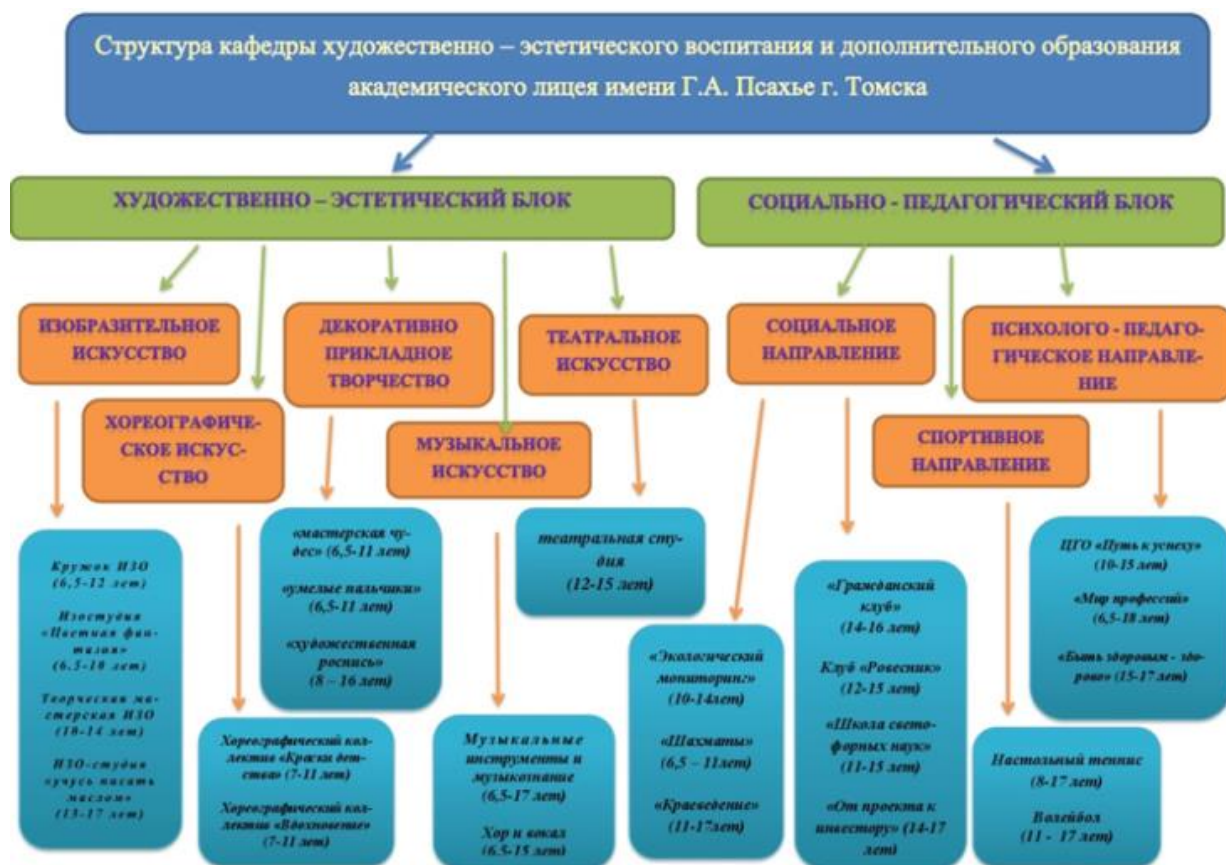 Структура кафедры художественно – эстетического воспитания и дополнительного образования
академического лицея имени Г.А. Псахье г. Томска
ХУДОЖЕСТВЕННО – ЭСТЕТИЧЕСКИЙ БЛОК
СОЦИАЛЬНО - ПЕДАГОГИЧЕСКИЙ БЛОК
ИЗОБРАЗИТЕЛЬНОЕ
ИСКУССТВО
ДЕКОРАТИВНО
ПРИКЛАДНОЕ
ТВОРЧЕСТВО
ТЕАТРАЛЬНОЕ
ИСКУССТВО
СОЦИАЛЬНОЕ
НАПРАВЛЕНИЕ
ПСИХОЛОГО - ПЕДАГО-
ГИЧЕСКОЕ НАПРАВЛЕ-
НИЕ
ХОРЕОГРАФИЧЕ-
СКОЕ ИСКУС-
СТВО
МУЗЫКАЛЬНОЕ
ИСКУССТВО
СПОРТИВНОЕ
НАПРАВЛЕНИЕ
Кружок ИЗО
(6,5-12 лет)
Изостудия
«Цветная фан-
тазия»
(6.5-10 лет)
Творческая ма-
стерская ИЗО
(10-14 лет)
ИЗО-студия
«учусь писать
маслом»
(13-17 лет)
«мастерская чу-
дес» (6,5-11 лет)
«умелые пальчики»
(6,5-11 лет)
«художественная
роспись»
(8 – 16 лет)
Хореографический кол-
лектив «Краски дет-
ства» (7-11 лет)
Хореографический кол-
лектив «Вдохновение»
(7-11 лет)
Музыкальные
инструменты и
музыкознание
(6,5-17 лет)
Хор и вокал
(6.5-15 лет)
театральная сту-
дия
(12-15 лет)
«Экологический
мониторинг»
(10-14лет)
«Шахматы»
(6,5 – 11лет)
«Краеведение»
(11-17лет)
«Гражданский
клуб»
(14-16 лет)
Клуб «Ровесник»
(12-15 лет)
«Школа свето-
форных наук»
(11-15 лет)
«От проекта к
инвестору» (14-17
лет)
Настольный теннис
(8-17 лет)
Волейбол
(11 - 17 лет)
ЦГО «Путь к успеху»
(10-15 лет)
«Мир профессий»
(6,5-18 лет)
«Быть здоровым - здо-
рово» (15-17 лет)